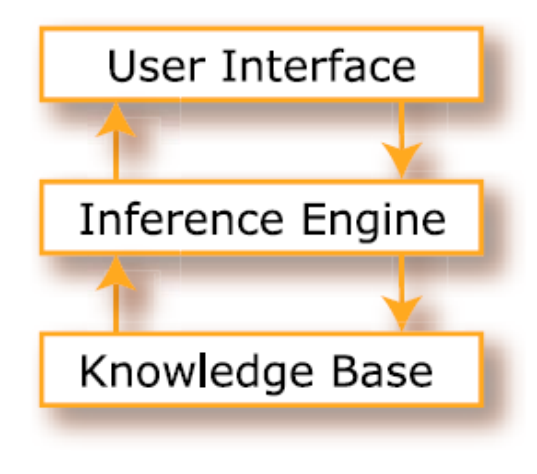 User Interface
Inference Engine
Knowledge Base